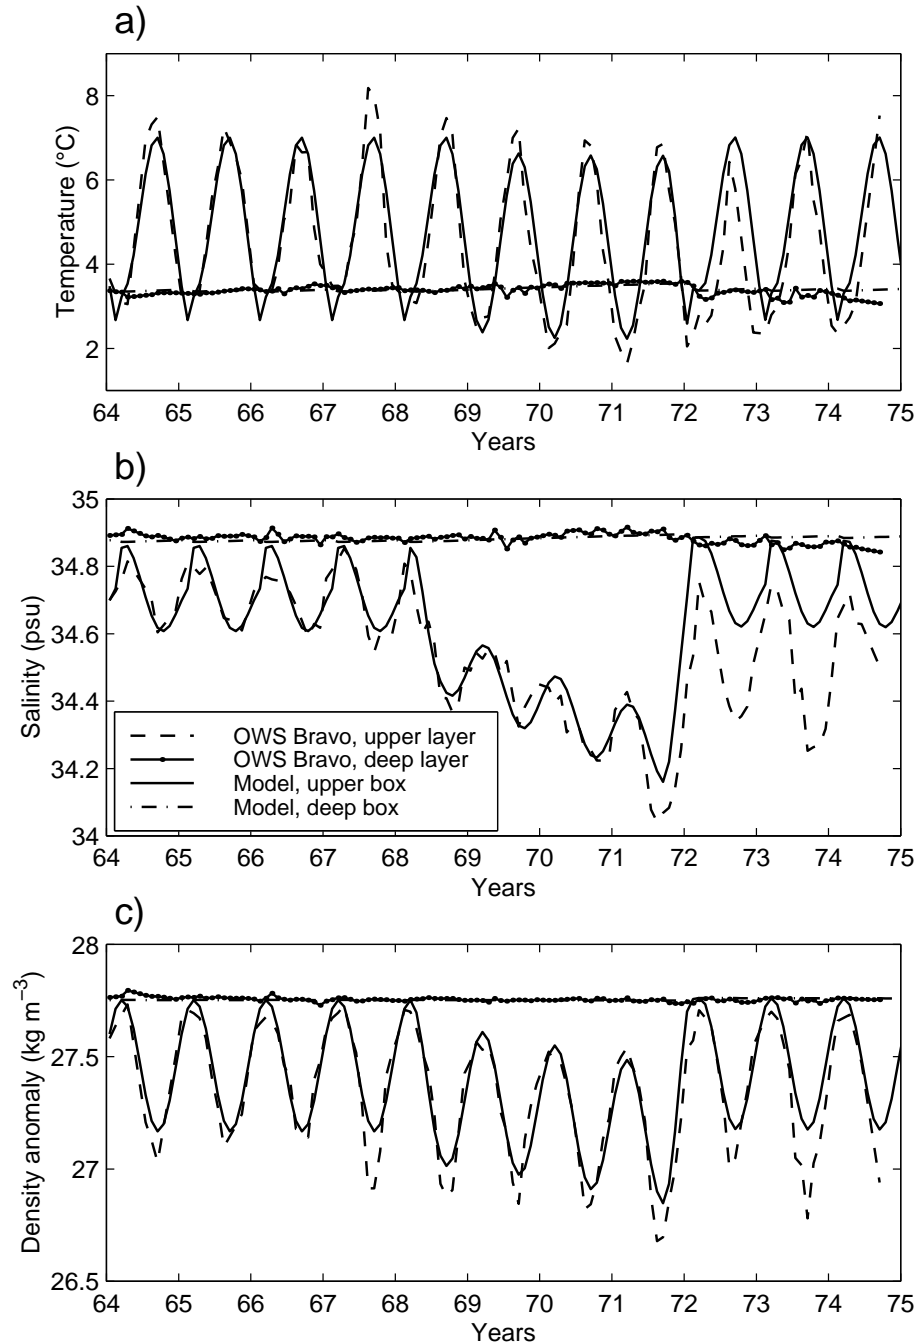 a)
8
6
4
2
Temperature (°C)
64 65 66 67 68 69 70 71 72 73 74 75
Years
b)
35
34.8
34.6
34.4
34.2
34
Salinity (psu)
OWS Bravo, upper layer
OWS Bravo, deep layer
Model, upper box
Model, deep box
64 65 66 67 68 69 70 71 72 73 74 75
Years
c)
28
27.5
27
26.5
Density anomaly (kg m⁻³)
64 65 66 67 68 69 70 71 72 73 74 75
Years